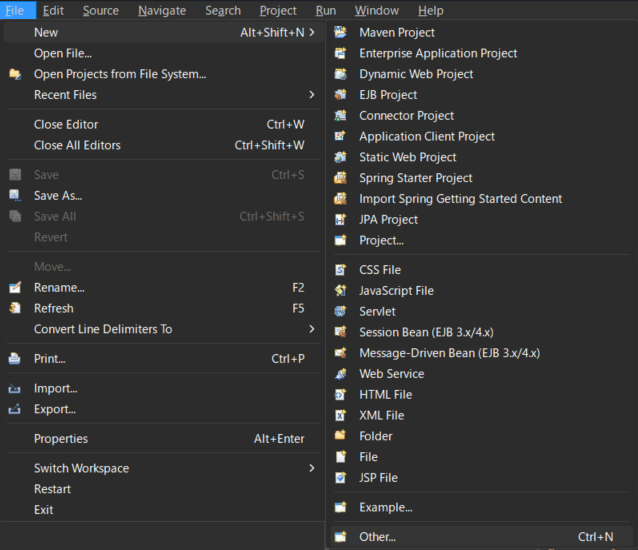 File Edit Source Navigate Search Project Run Window Help
New Alt+Shift+N
Open File...
Open Projects from File System...
Recent Files
Close Editor Ctrl+W
Close All Editors Ctrl+Shift+W
Save Ctrl+S
Save As...
Save All Ctrl+Shift+S
Revert
Move...
Rename... F2
Refresh F5
Convert Line Delimiters To
Print... Ctrl+P
Import...
Export...
Properties Alt+Enter
Switch Workspace
Restart
Exit
Maven Project
Enterprise Application Project
Dynamic Web Project
EJB Project
Connector Project
Application Client Project
Static Web Project
Spring Starter Project
Import Spring Getting Started Content
JPA Project
Project...
CSS File
JavaScript File
Servlet
Session Bean (EJB 3.x/4.x)
Message-Driven Bean (EJB 3.x/4.x)
Web Service
HTML File
XML File
Folder
File
JSP File
Example...
Other... Ctrl+N